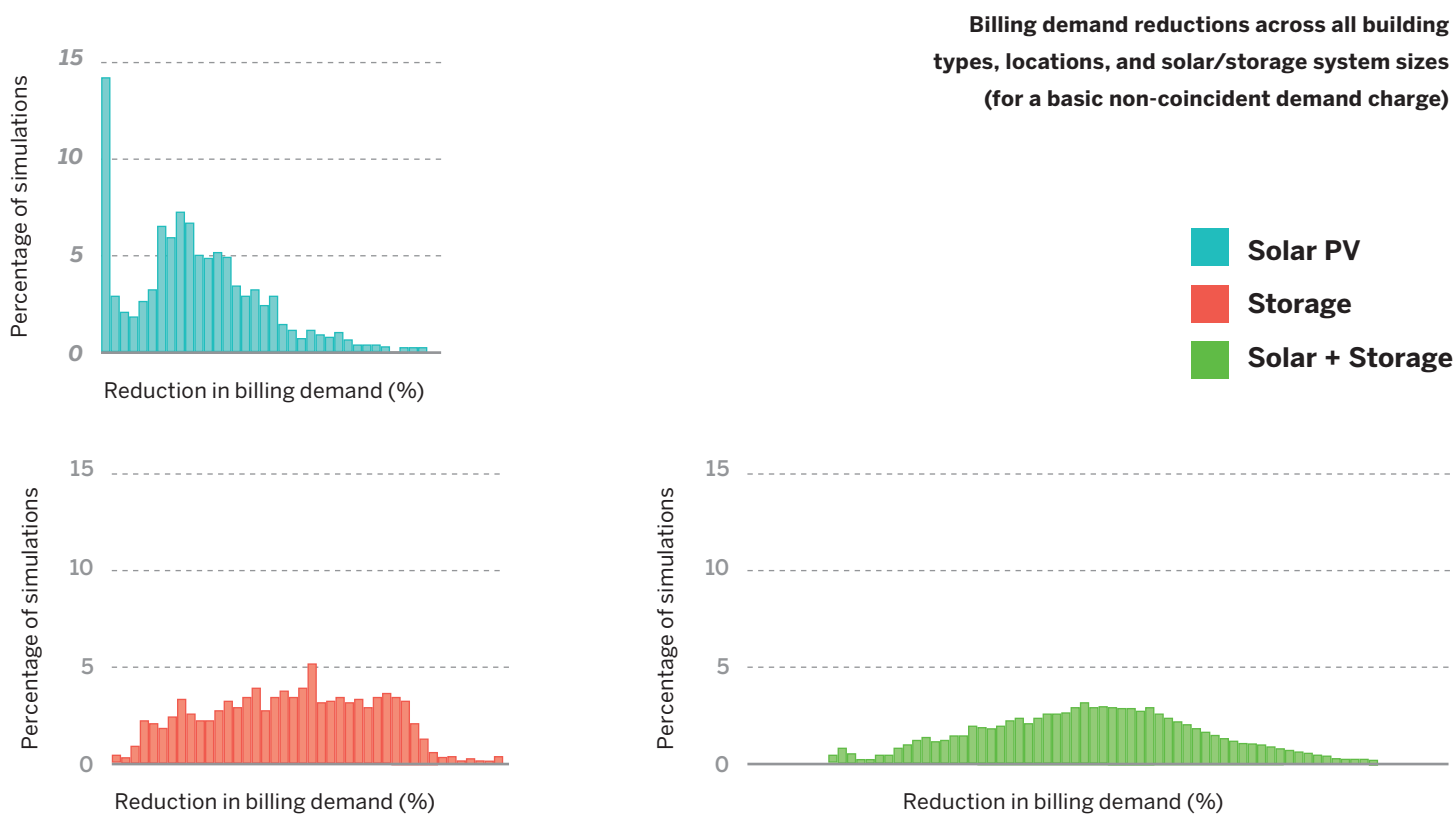 Billing demand reductions across all building
types, locations, and solar/storage system sizes
(for a basic non-coincident demand charge)
Percentage of simulations
15
10
5
0
Reduction in billing demand (%)
Solar PV
Storage
Solar + Storage
Percentage of simulations
15
10
5
0
Reduction in billing demand (%)
Percentage of simulations
15
10
5
0
Reduction in billing demand (%)